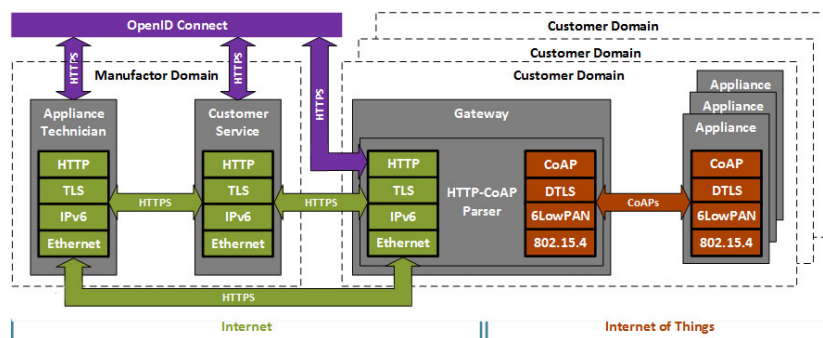 OpenID Connect
Customer Domain
Customer Domain
Customer Domain
Manufactor Domain
HTTPS
HTTPS
HTTPS
Appliance
Technician
HTTP
TLS
IPv6
Ethernet
HTTPS
Customer
Service
HTTP
TLS
IPv6
Ethernet
HTTPS
Gateway
HTTP
TLS
IPv6
Ethernet
HTTP-CoAP
Parser
CoAP
DTLS
6LowPAN
802.15.4
CoAPs
Appliance
Appliance
Appliance
CoAP
DTLS
6LowPAN
802.15.4
HTTPS
Internet
Internet of Things